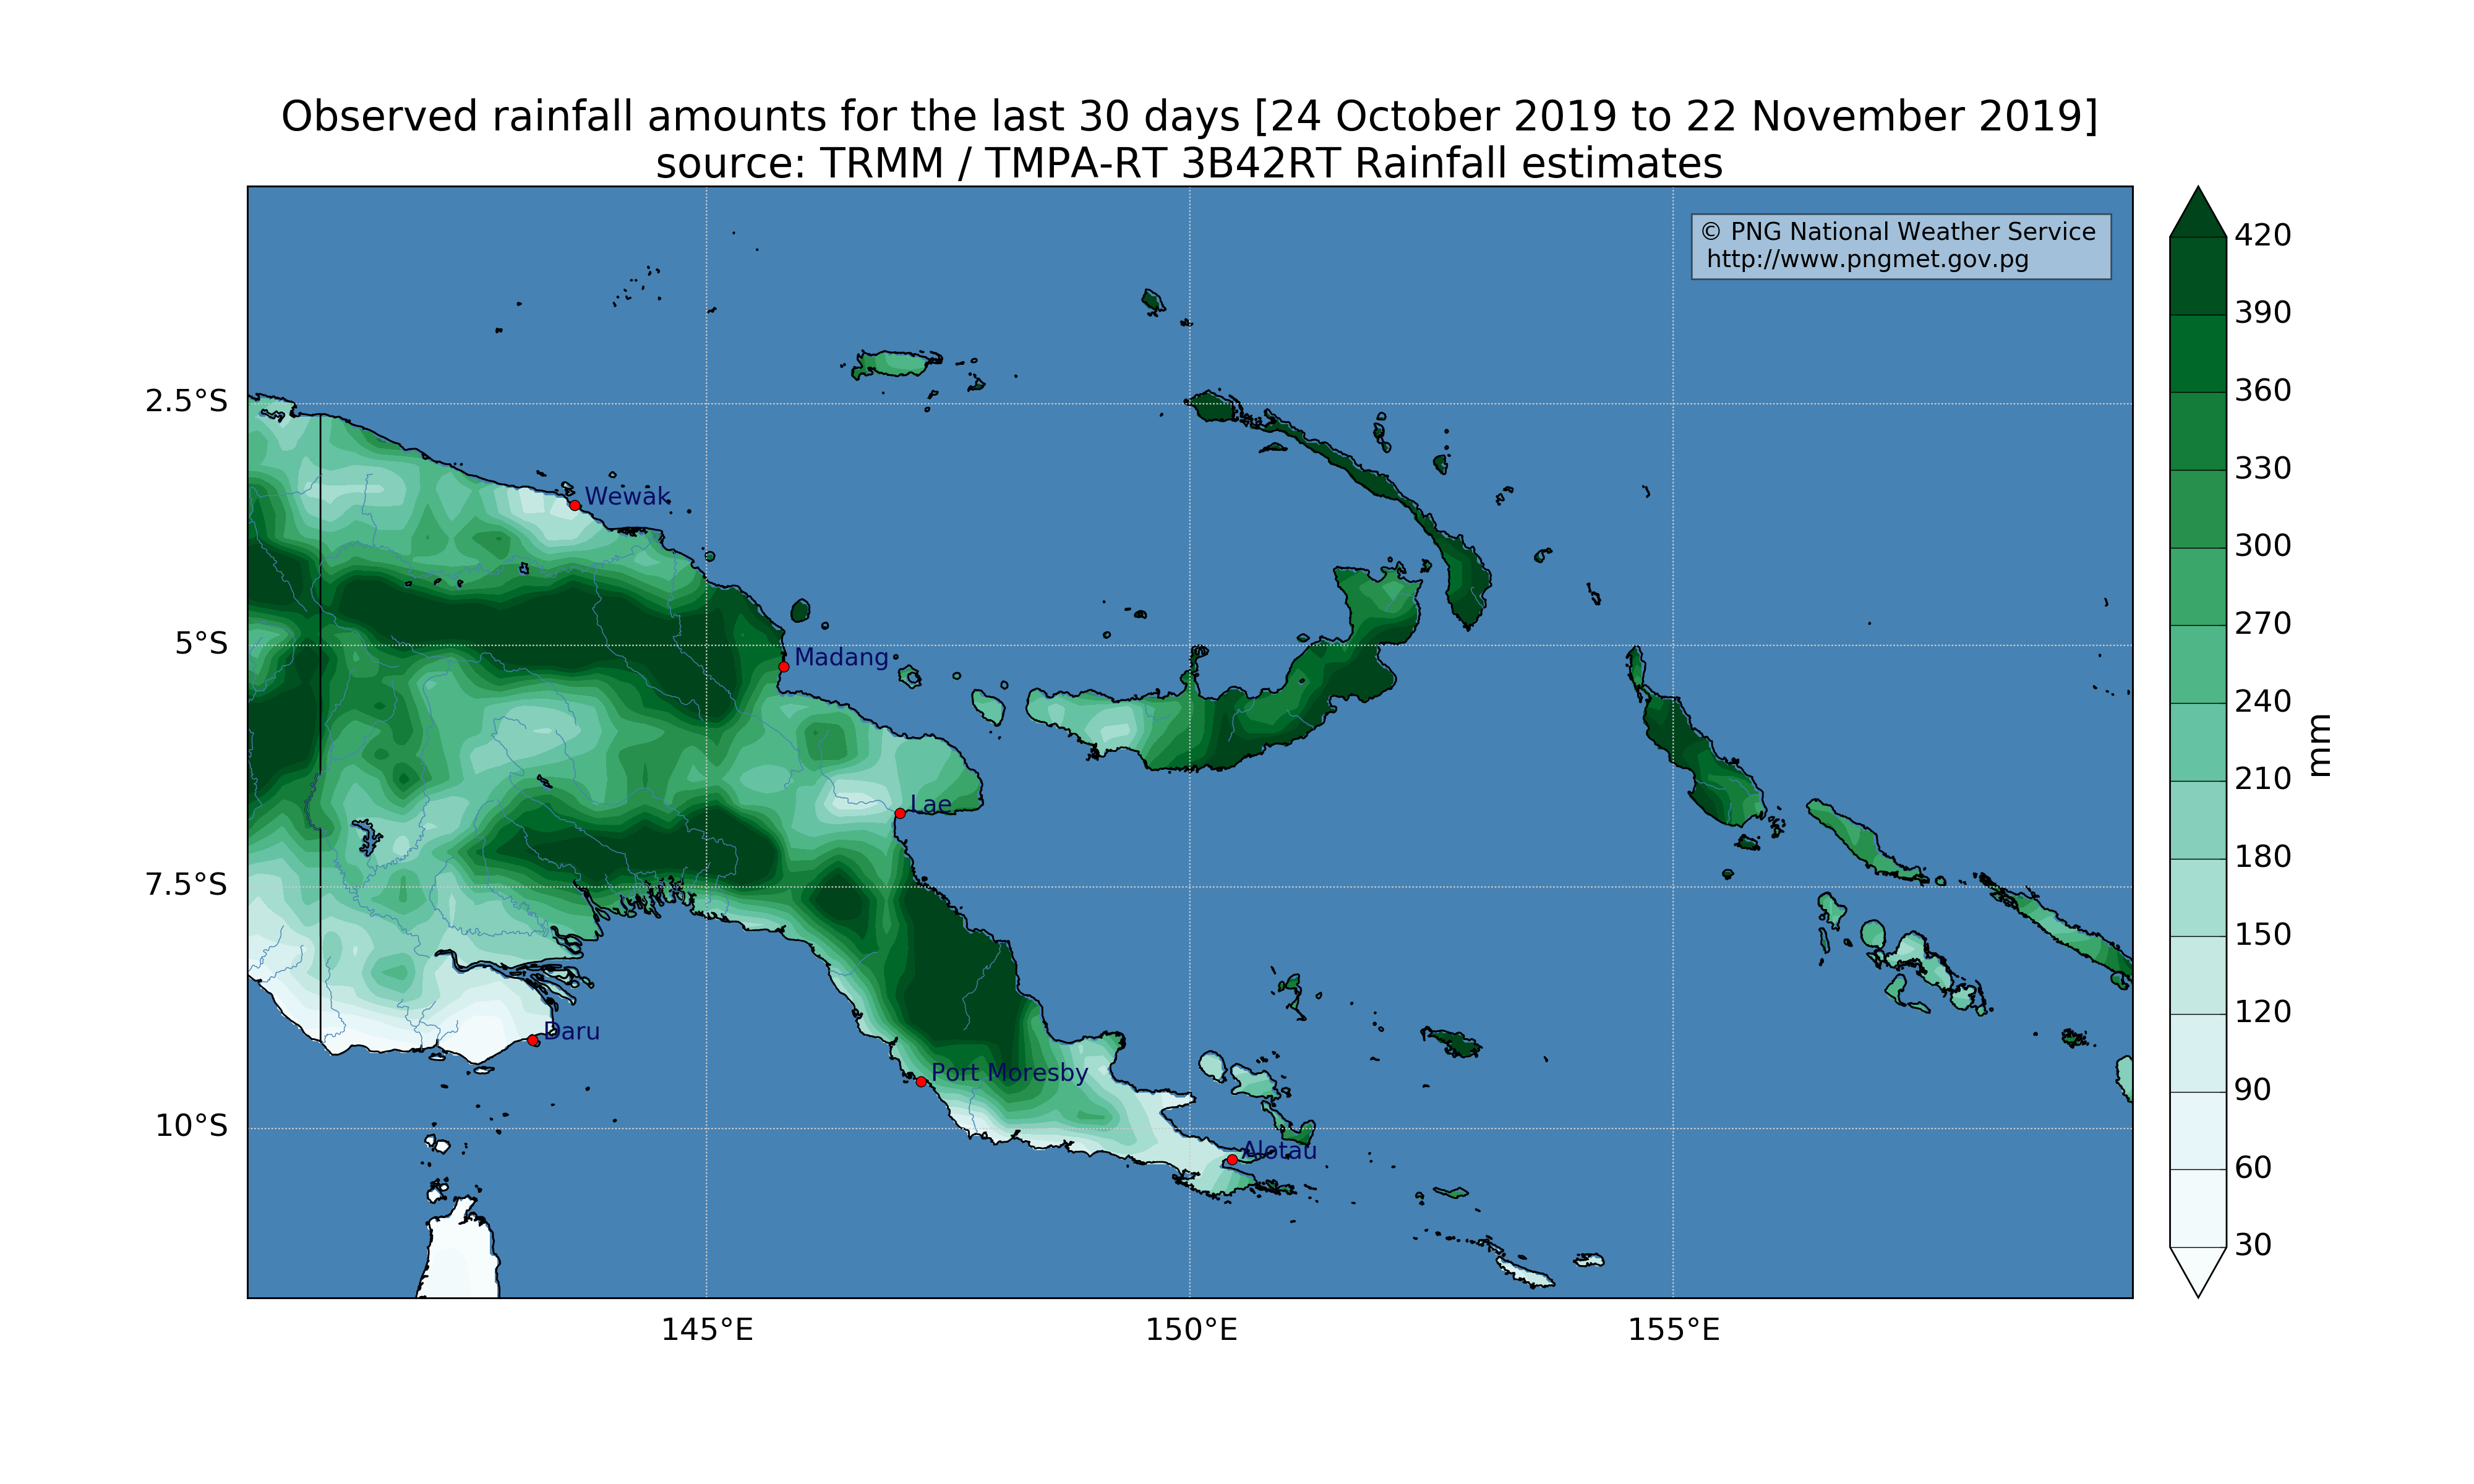 Observed rainfall amounts for the last 30 days [24 October 2019 to 22 November 2019]
source: TRMM / TMPA-RT 3B42RT Rainfall estimates
© PNG National Weather Service
http://www.pngmet.gov.pg
420
390
360
330
300
270
240
210
180
150
120
90
60
30
mm
2.5°S
5°S
7.5°S
10°S
Wewak
Madang
Lae
Daru
Port Moresby
Alotau
145°E
150°E
155°E